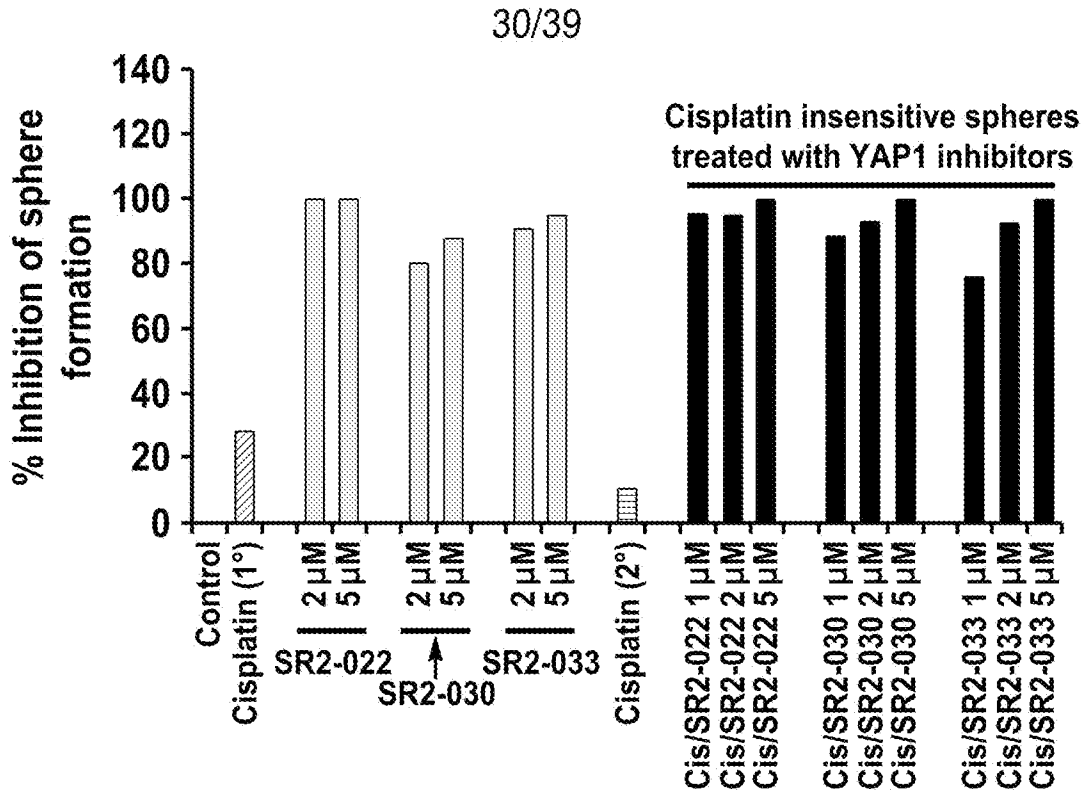 30/39
% Inhibition of sphere
formation
140
120
100
80
60
40
20
0
Cisplatin insensitive spheres
treated with YAP1 inhibitors
Control
Cisplatin (1°)
2 µM
5 µM
SR2-022
2 µM
5 µM
SR2-030
2 µM
5 µM
SR2-033
Cisplatin (2°)
Cis/SR2-022 1 µM
Cis/SR2-022 2 µM
Cis/SR2-022 5 µM
Cis/SR2-030 1 µM
Cis/SR2-030 2 µM
Cis/SR2-030 5 µM
Cis/SR2-033 1 µM
Cis/SR2-033 2 µM
Cis/SR2-033 5 µM